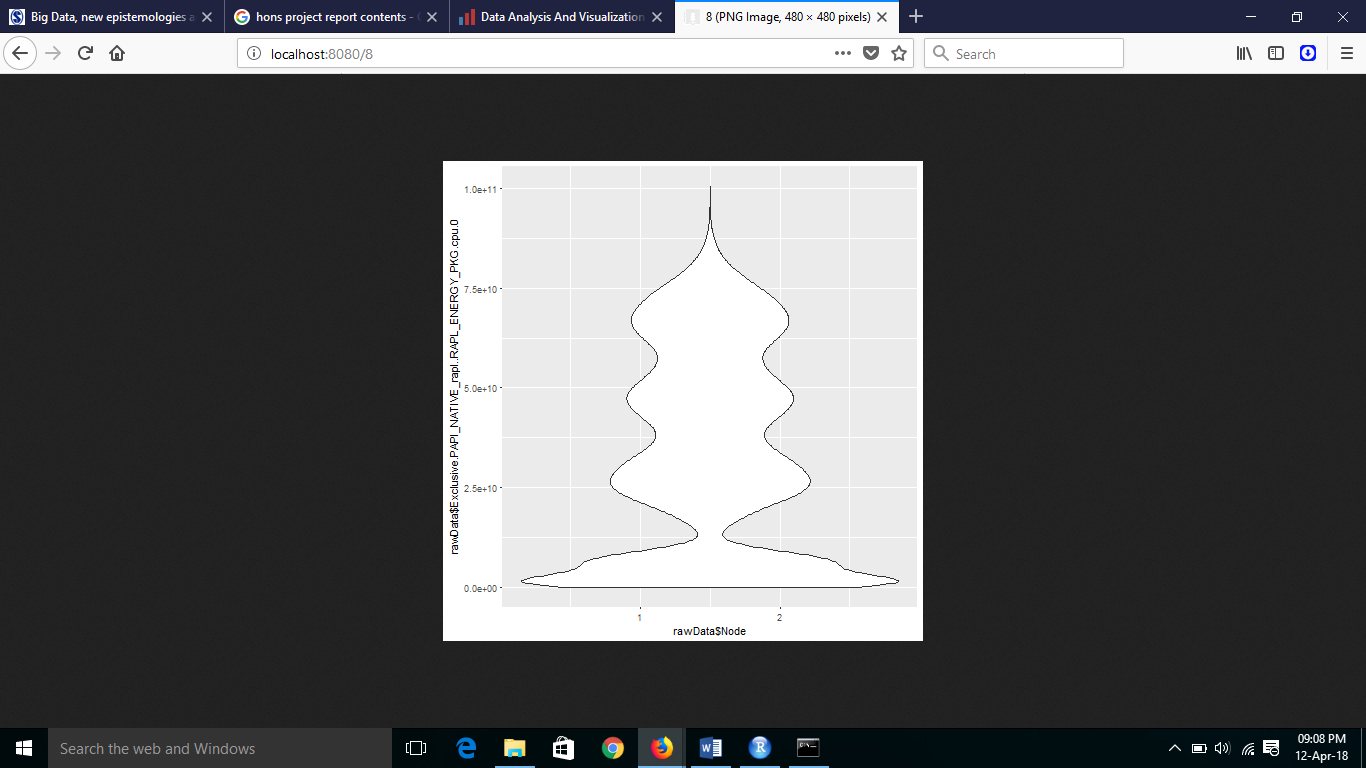 Big Data, new epistemologies a
hons project report contents -
Data Analysis And Visualization
8 (PNG Image, 480 × 480 pixels)
localhost:8080/8
Search
1.0e+11
7.5e+10
5.0e+10
2.5e+10
0.0e+00
rawData$Exclusive.PAPI_NATIVE_rapl..RAPL_ENERGY_PKG.cpu.0
1
2
rawData$Node
Search the web and Windows
09:08 PM
12-Apr-18